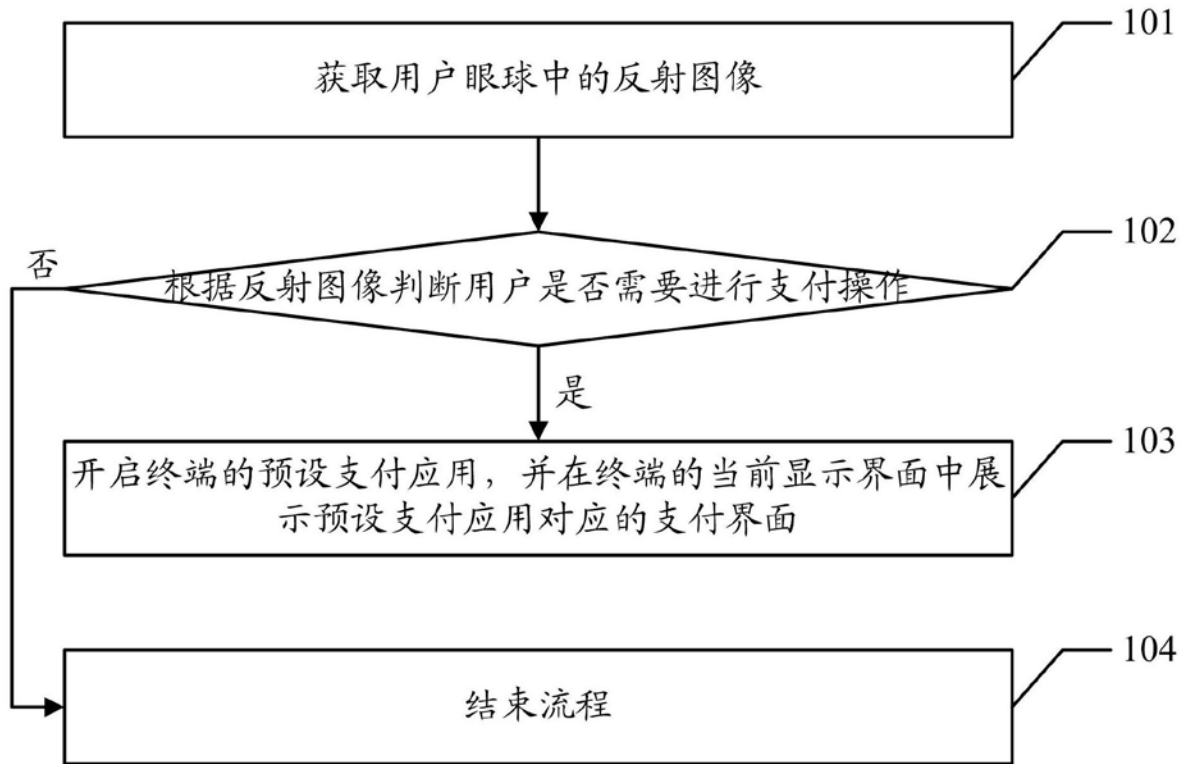 101
获取用户眼球中的反射图像
102
否
根据反射图像判断用户是否需要进行支付操作
是
103
开启终端的预设支付应用，并在终端的当前显示界面中展
示预设支付应用对应的支付界面
104
结束流程